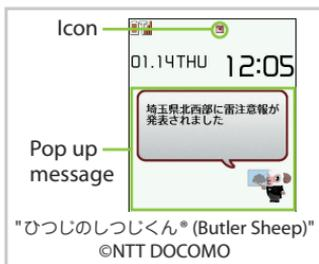 Icon
01.14THU 12:05
埼玉県北西部に雷注意報が
発表されました
Pop up
message
"ひつじのしつじくん® (Butler Sheep)"
©NTT DOCOMO